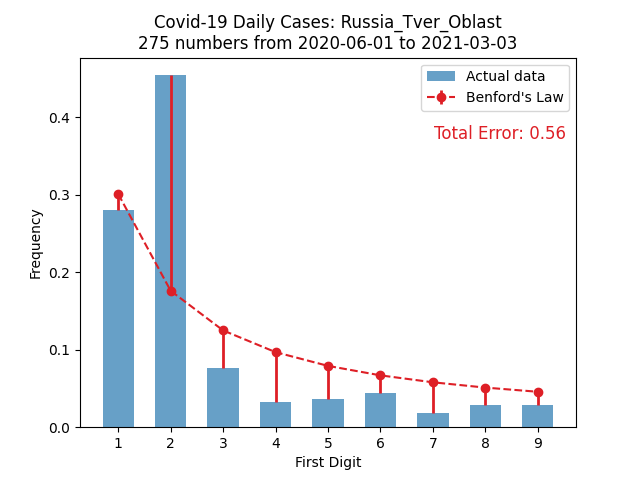 Covid-19 Daily Cases: Russia_Tver_Oblast
275 numbers from 2020-06-01 to 2021-03-03
Actual data
Benford's Law
Total Error: 0.56
Frequency
0.4
0.3
0.2
0.1
0.0
1 2 3 4 5 6 7 8 9
First Digit